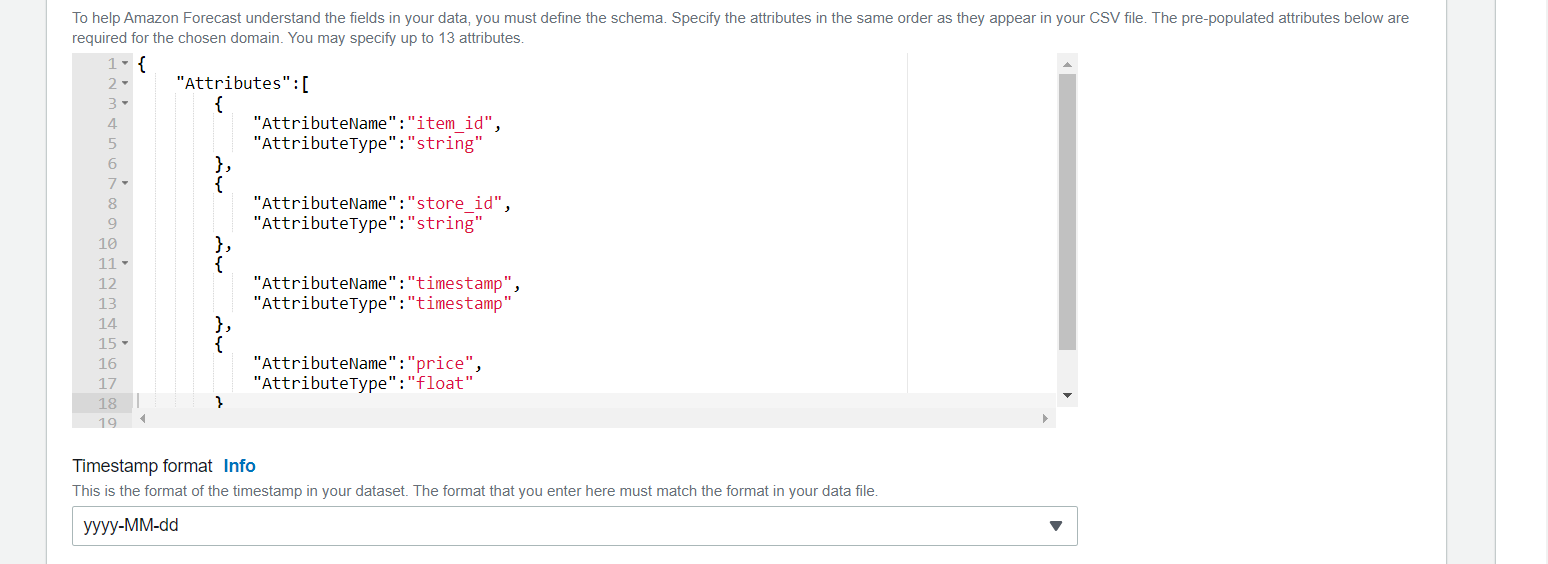 To help Amazon Forecast understand the fields in your data, you must define the schema. Specify the attributes in the same order as they appear in your CSV file. The pre-populated attributes below are
required for the chosen domain. You may specify up to 13 attributes.
1 {
2 "Attributes":[
3 {
4 "AttributeName":"item_id",
5 "AttributeType":"string"
6 },
7 {
8 "AttributeName":"store_id",
9 "AttributeType":"string"
10 },
11 {
12 "AttributeName":"timestamp",
13 "AttributeType":"timestamp"
14 },
15 {
16 "AttributeName":"price",
17 "AttributeType":"float"
18 }
19
Timestamp format Info
This is the format of the timestamp in your dataset. The format that you enter here must match the format in your data file.
yyyy-MM-dd